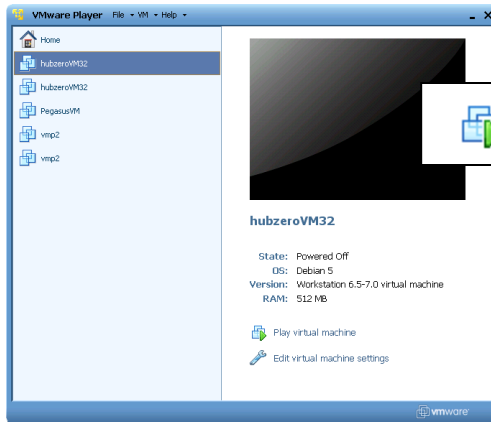 VMware Player File VM Help
Home
hubzeroVM32
hubzeroVM32
PegasusVM
vmp2
vmp2
hubzeroVM32
State: Powered Off
OS: Debian 5
Version: Workstation 6.5-7.0 virtual machine
RAM: 512 MB
Play virtual machine
Edit virtual machine settings
vmware